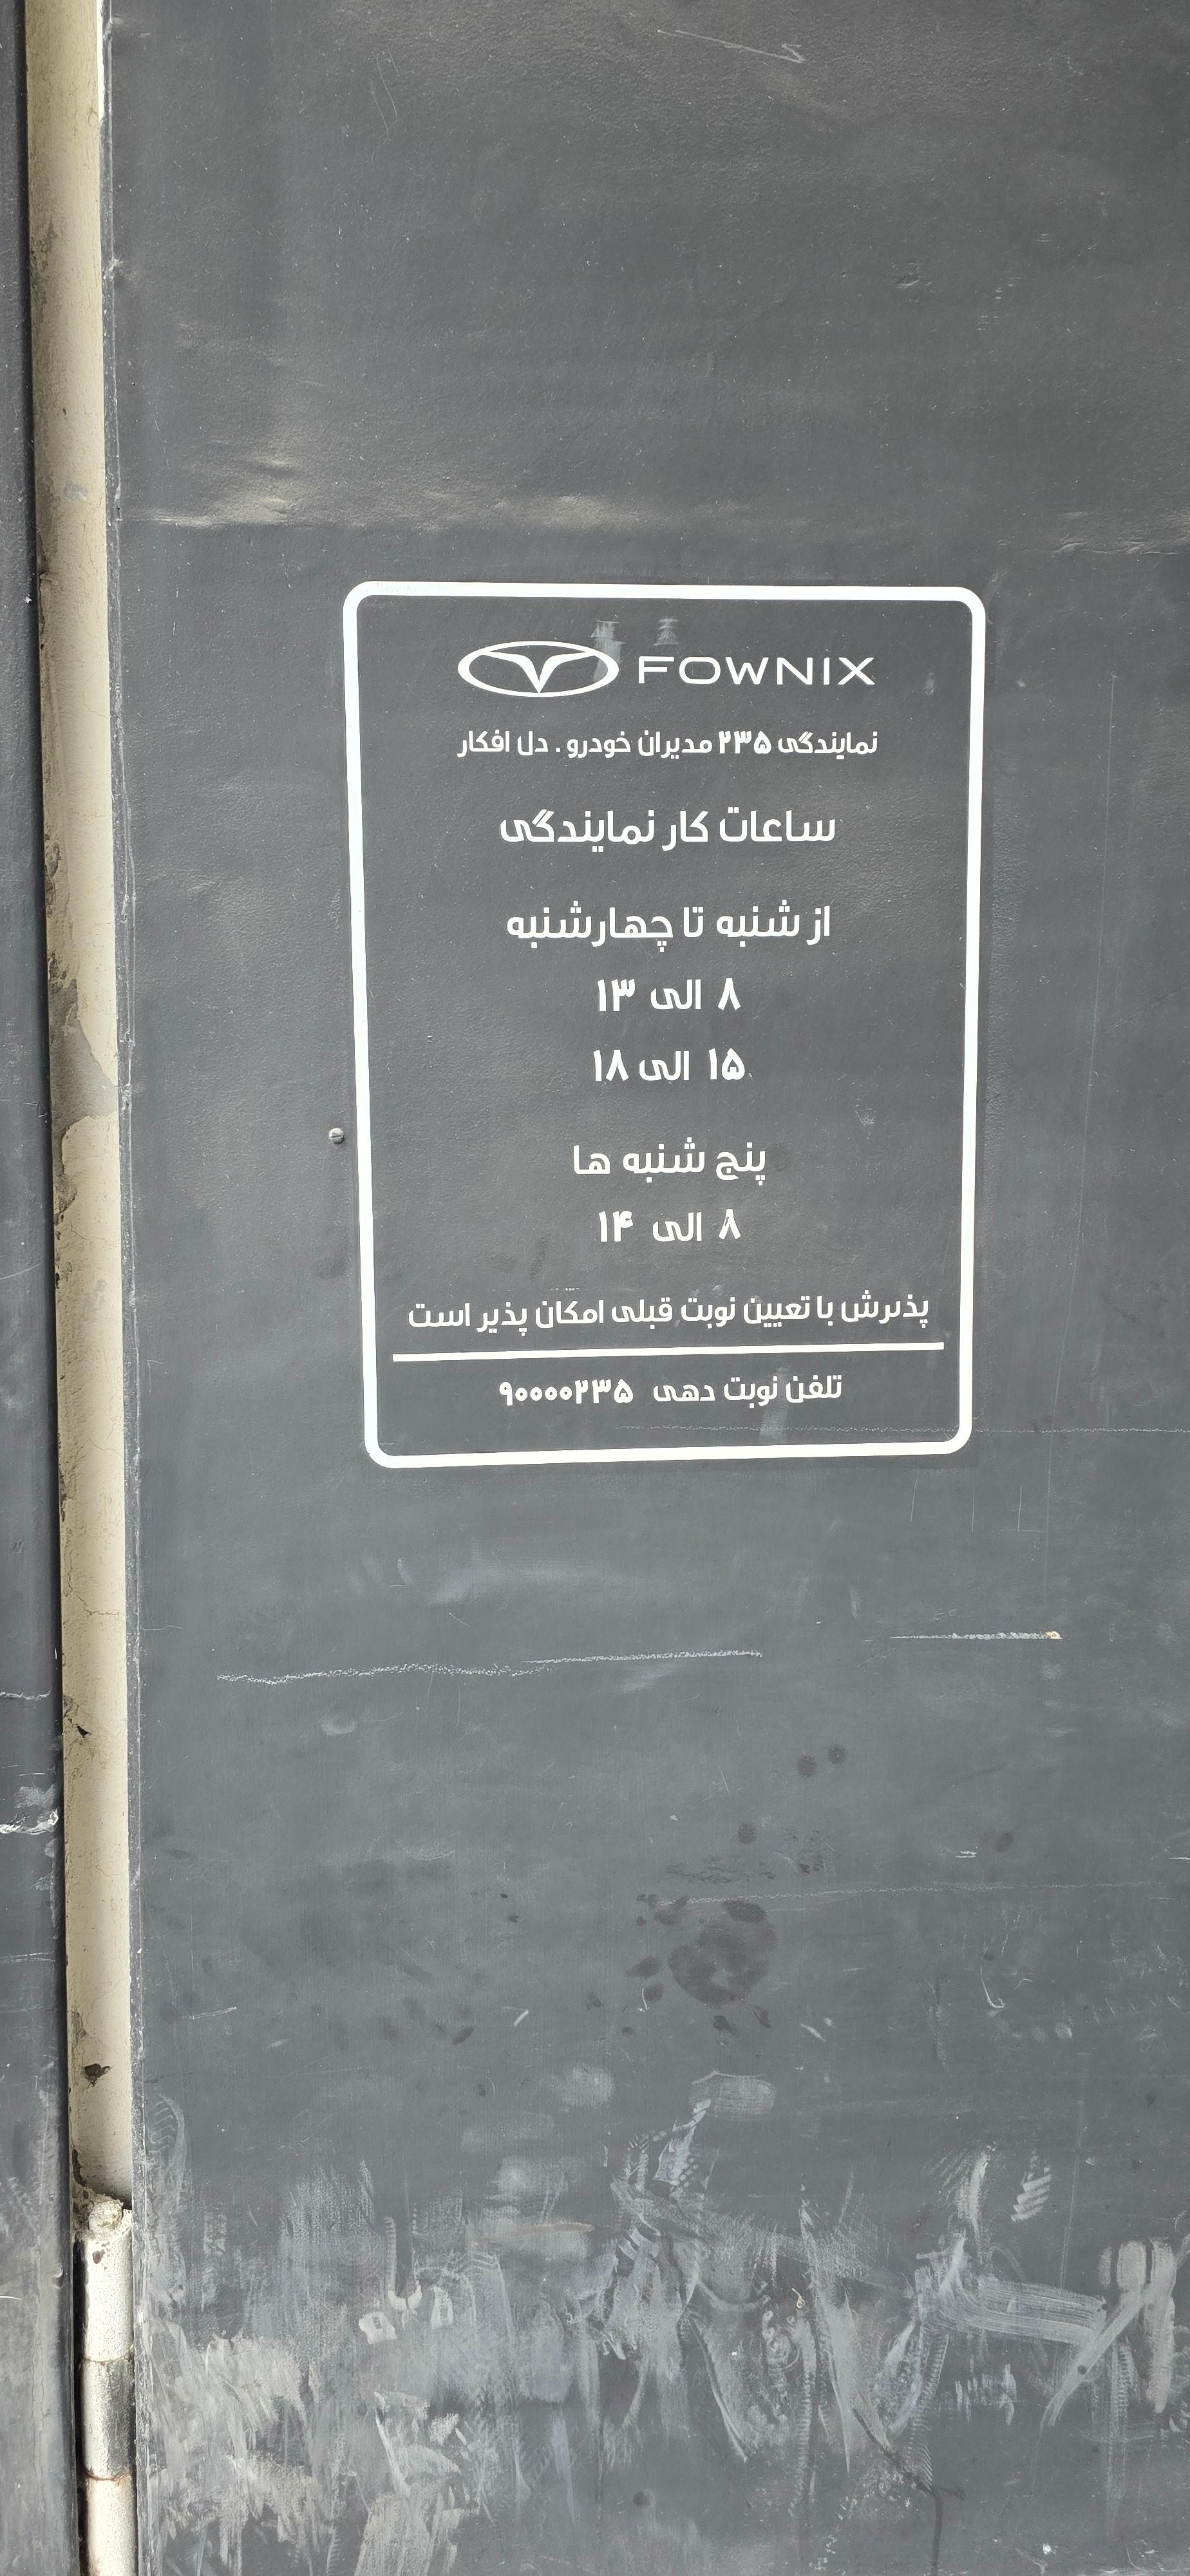 FOWNIX
نمایندگی ۲۳۵ مدیران خودرو . دل افکار
ساعات کار نمایندگی
از شنبه تا چهارشنبه
۸ الی ۱۳
۱۵ الی ۱۸
پنج شنبه ها
۸ الی ۱۴
پذیرش با تعیین نوبت قبلی امکان پذیر است
تلفن نوبت دهی ۹۰۰۰۰۲۳۵